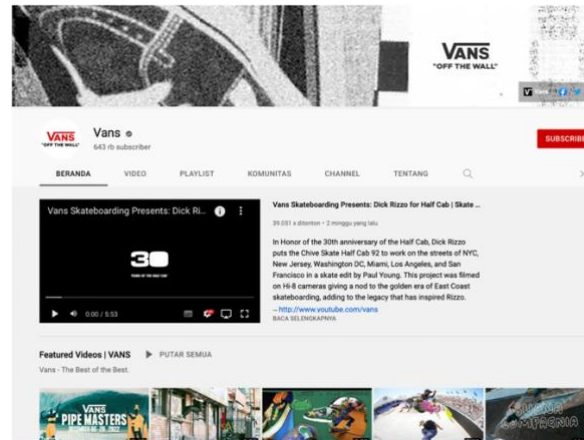 VANS
"OFF THE WALL"
Vans
VANS
"OFF THE WALL"
Vans
643 rb subscriber
SUBSCRIBE
BERANDA VIDEO PLAYLIST KOMUNITAS CHANNEL TENTANG
Vans Skateboarding Presents: Dick Ri...
30
0:00 / 5:53
Vans Skateboarding Presents: Dick Rizzo for Half Cab | Skate ...
39.031 x ditonton • 2 minggu yang lalu
In Honor of the 30th anniversary of the Half Cab, Dick Rizzo
puts the Chive Skate Half Cab 92 to work on the streets of NYC,
New Jersey, Washington DC, Miami, Los Angeles, and San
Francisco in a skate edit by Paul Young. This project was filmed
on Hi-8 cameras giving a nod to the golden era of East Coast
skateboarding, adding to the legacy that has inspired Rizzo.
→http://www.youtube.com/vans
BACA SELENGKAPNYA
Featured Videos | VANS PUTAR SEMUA
Vans - The Best of the Best.
VANS
PIPE MASTERS